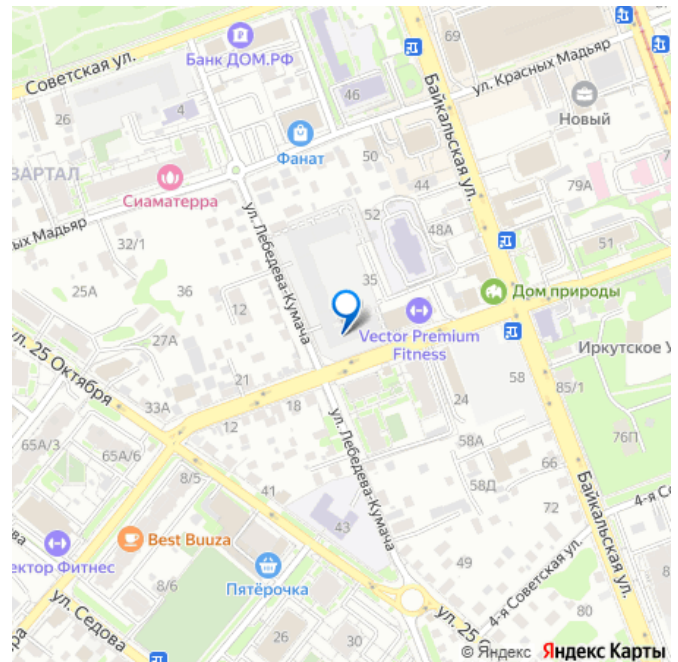 69
Банк ДОМ.РФ
Советская ул.
ул. Красных Мадьяр
46
26
4
Новый
Фанат
50
Байкальская ул.
ВАРТАЛ
Сиаматерра
44
79А
52
48А
ых Мадьяр
32/1
51
ул. Лебедева-Кумача
35
25А
36
12
Дом природы
Vector Premium
Fitness
27А
Иркутское У
ул. 25 Октября
21
58
85/1
33А
18
24
12
ул. Лебедева-Кумача
58А
76П
65А/3
65А/6
66
8/5
41
58Д
Байкальская ул.
72
4-я Со
43
Best Buuza
ектор Фитнес
49
4-я Советская ул.
Пятёрочка
8/6
80
ул. Седова
ул. 25 О
26
30
© Яндекс Яндекс Карты